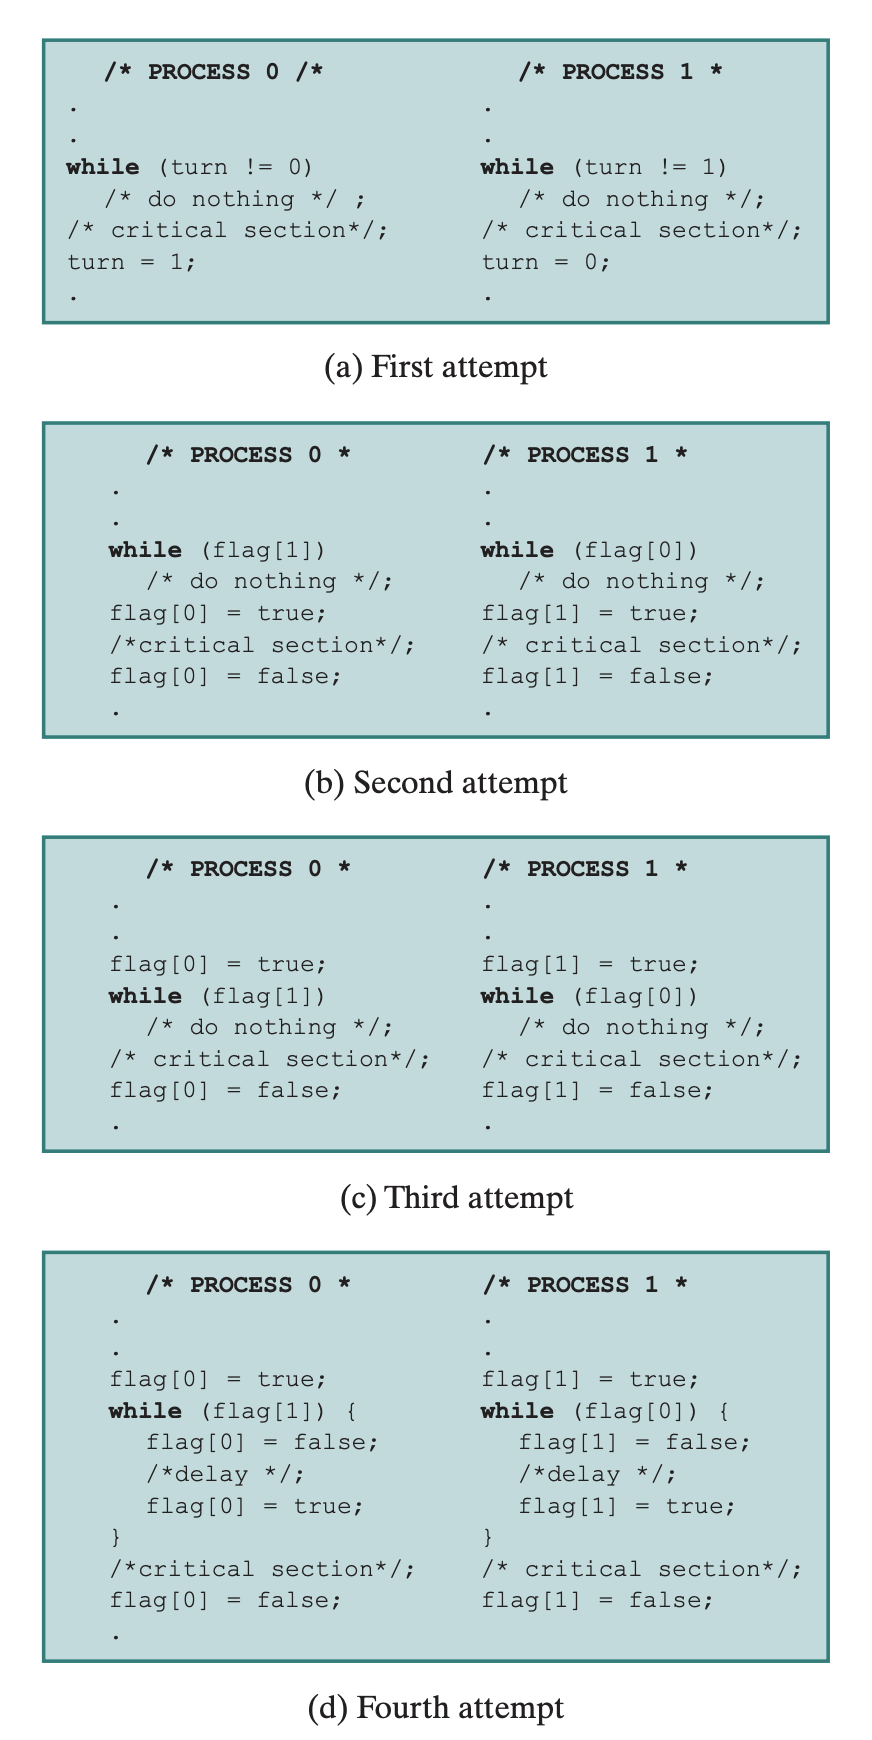 /* PROCESS 0 /* /* PROCESS 1 *
. .
. .
while (turn != 0) while (turn != 1)
/* do nothing */ ; /* do nothing */;
/* critical section*/; /* critical section*/;
turn = 1; turn = 0;
. .
(a) First attempt
/* PROCESS 0 * /* PROCESS 1 *
. .
. .
while (flag[1]) while (flag[0])
/* do nothing */; /* do nothing */;
flag[0] = true; flag[1] = true;
/*critical section*/; /* critical section*/;
flag[0] = false; flag[1] = false;
. .
(b) Second attempt
/* PROCESS 0 * /* PROCESS 1 *
. .
. .
flag[0] = true; flag[1] = true;
while (flag[1]) while (flag[0])
/* do nothing */; /* do nothing */;
/* critical section*/; /* critical section*/;
flag[0] = false; flag[1] = false;
. .
(c) Third attempt
/* PROCESS 0 * /* PROCESS 1 *
. .
. .
flag[0] = true; flag[1] = true;
while (flag[1]) { while (flag[0]) {
flag[0] = false; flag[1] = false;
/*delay */; /*delay */;
flag[0] = true; flag[1] = true;
} }
/*critical section*/; /* critical section*/;
flag[0] = false; flag[1] = false;
.
(d) Fourth attempt